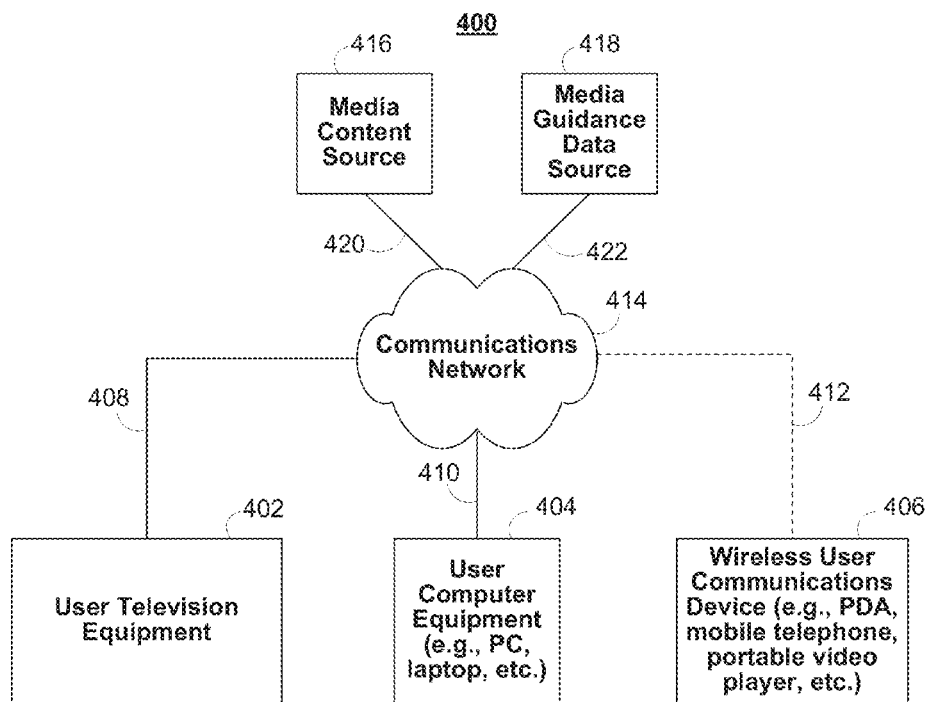 400
416
418
Media
Content
Source
Media
Guidance
Data
Source
420
422
414
Communications
Network
408
412
410
402
404
406
User Television
Equipment
User
Computer
Equipment
(e.g., PC,
laptop, etc.)
Wireless User
Communications
Device (e.g., PDA,
mobile telephone,
portable video
player, etc.)